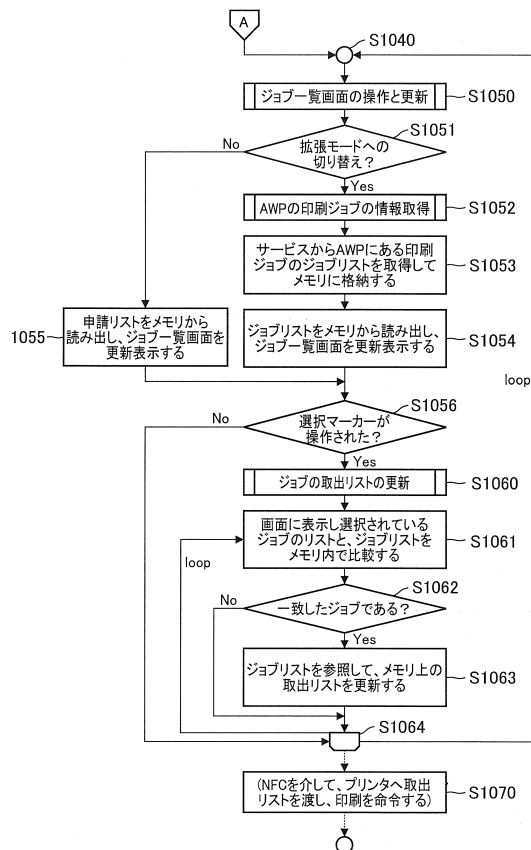 A
S1040
ジョブ一覧画面の操作と更新
S1050
S1051
拡張モードへの
切り替え？
No
Yes
AWPの印刷ジョブの情報取得
S1052
サービスからAWPにある印刷
ジョブのジョブリストを取得して
メモリに格納する
S1053
申請リストをメモリから
読み出し、ジョブ一覧画面を
更新表示する
1055
ジョブリストをメモリから読み出し、
ジョブ一覧画面を更新表示する
S1054
loop
S1056
選択マーカーが
操作された？
No
Yes
ジョブの取出リストの更新
S1060
画面に表示し選択されている
ジョブのリストと、ジョブリストを
メモリ内で比較する
S1061
loop
S1062
一致したジョブである？
No
Yes
ジョブリストを参照して、メモリ上の
取出リストを更新する
S1063
S1064
(NFCを介して、プリンタへ取出
リストを渡し、印刷を命令する)
S1070